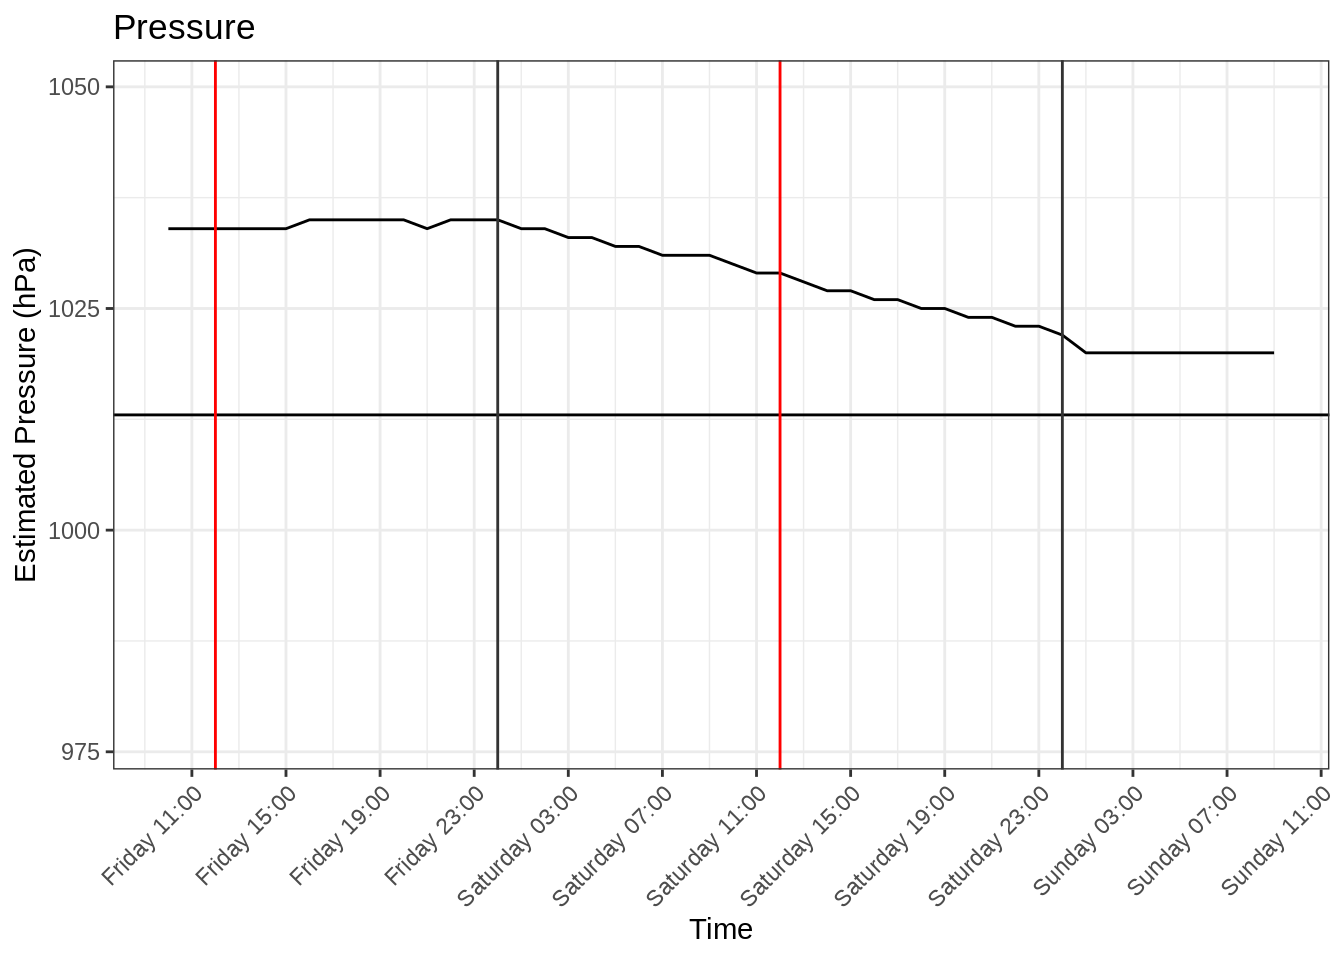 Pressure
Estimated Pressure (hPa)
1050
1025
1000
975
Friday 11:00
Friday 15:00
Friday 19:00
Friday 23:00
Saturday 03:00
Saturday 07:00
Saturday 11:00
Saturday 15:00
Saturday 19:00
Saturday 23:00
Sunday 03:00
Sunday 07:00
Sunday 11:00
Time